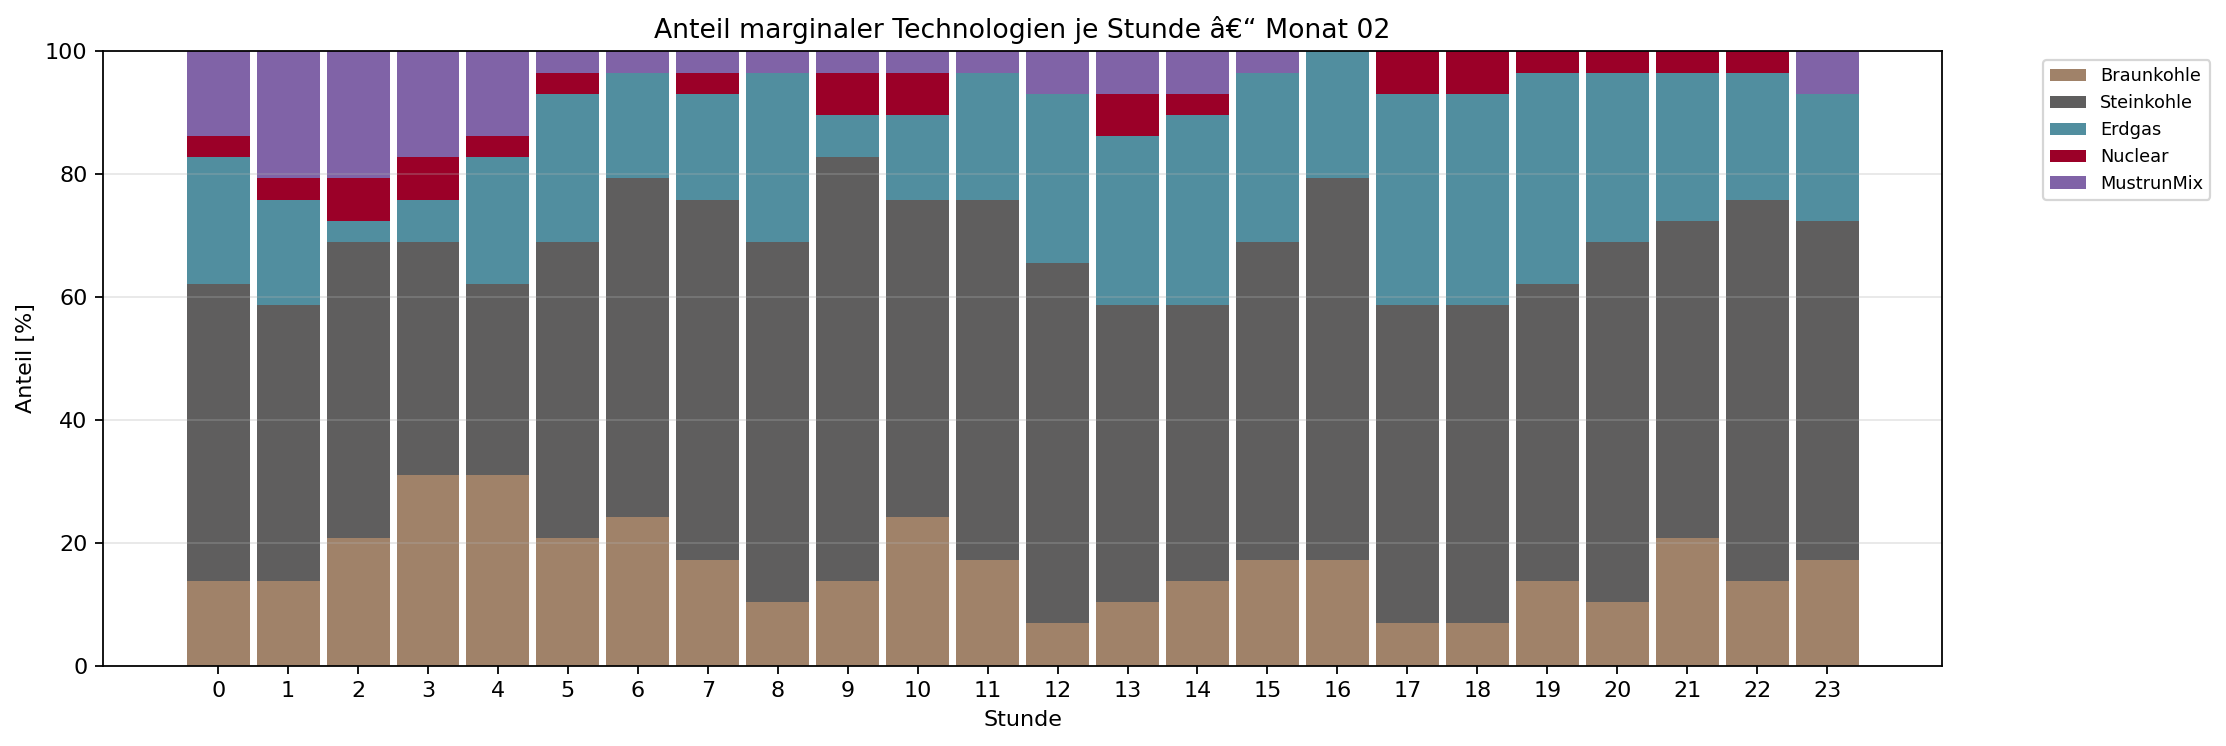 Anteil marginaler Technologien je Stunde â€“ Monat 02
100
80
60
40
20
0
Anteil [%]
0 1 2 3 4 5 6 7 8 9 10 11 12 13 14 15 16 17 18 19 20 21 22 23
Stunde
Braunkohle
Steinkohle
Erdgas
Nuclear
MustrunMix